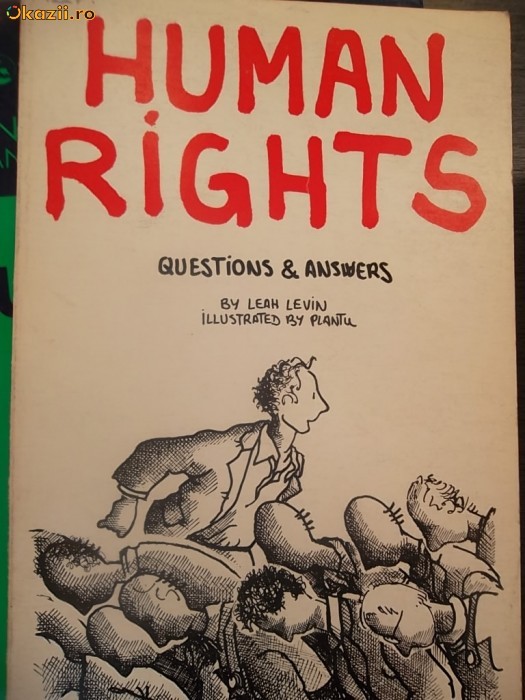 Okazii.ro
HUMAN
RiGHTS
QUESTiONS & ANSWERS
BY LEAH LEViN
iLLUSTRATED BY PLANTU